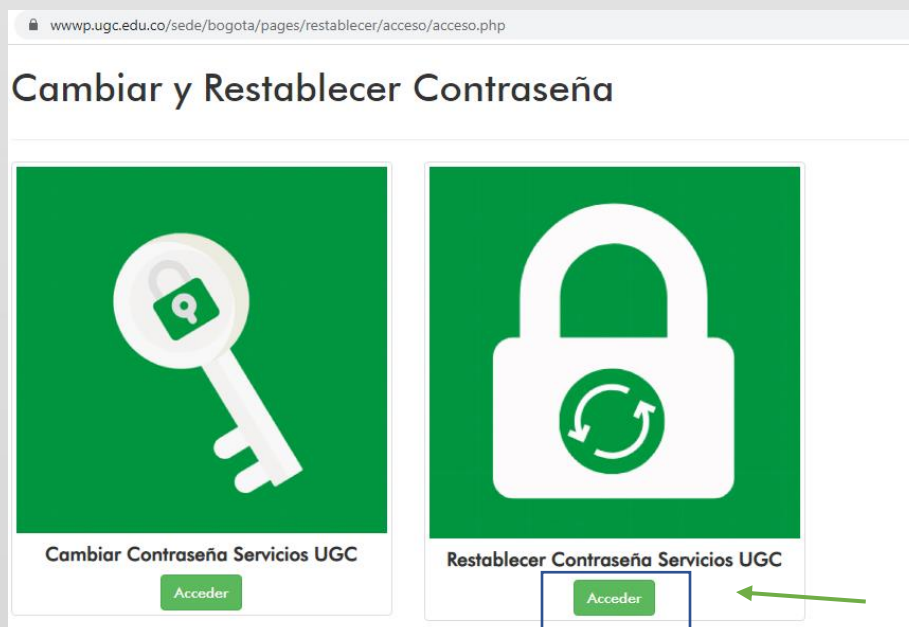 wwwp.ugc.edu.co/sede/bogota/pages/restablecer/acceso/acceso.php
Cambiar y Restablecer Contraseña
Cambiar Contraseña Servicios UGC
Acceder
Restablecer Contraseña Servicios UGC
Acceder